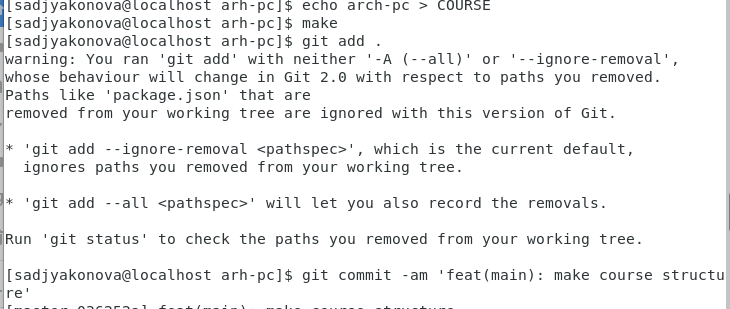 [sadjyakonova@localhost arh-pc]$ echo arch-pc > COURSE
[sadjyakonova@localhost arh-pc]$ make
[sadjyakonova@localhost arh-pc]$ git add .
warning: You ran 'git add' with neither '-A (--all)' or '--ignore-removal',
whose behaviour will change in Git 2.0 with respect to paths you removed.
Paths like 'package.json' that are
removed from your working tree are ignored with this version of Git.

* 'git add --ignore-removal <pathspec>', which is the current default,
  ignores paths you removed from your working tree.

* 'git add --all <pathspec>' will let you also record the removals.

Run 'git status' to check the paths you removed from your working tree.

[sadjyakonova@localhost arh-pc]$ git commit -am 'feat(main): make course structu
re'
feat(main): make course structure